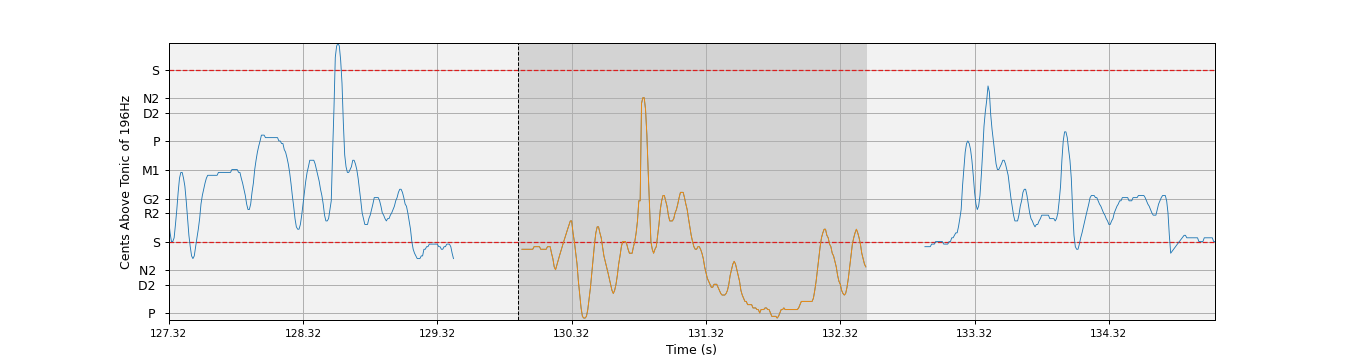 Cents Above Tonic of 196Hz
S
N2
D2
P
M1
G2
R2
S
N2
D2
P
127.32 128.32 129.32 130.32 131.32 132.32 133.32 134.32
Time (s)